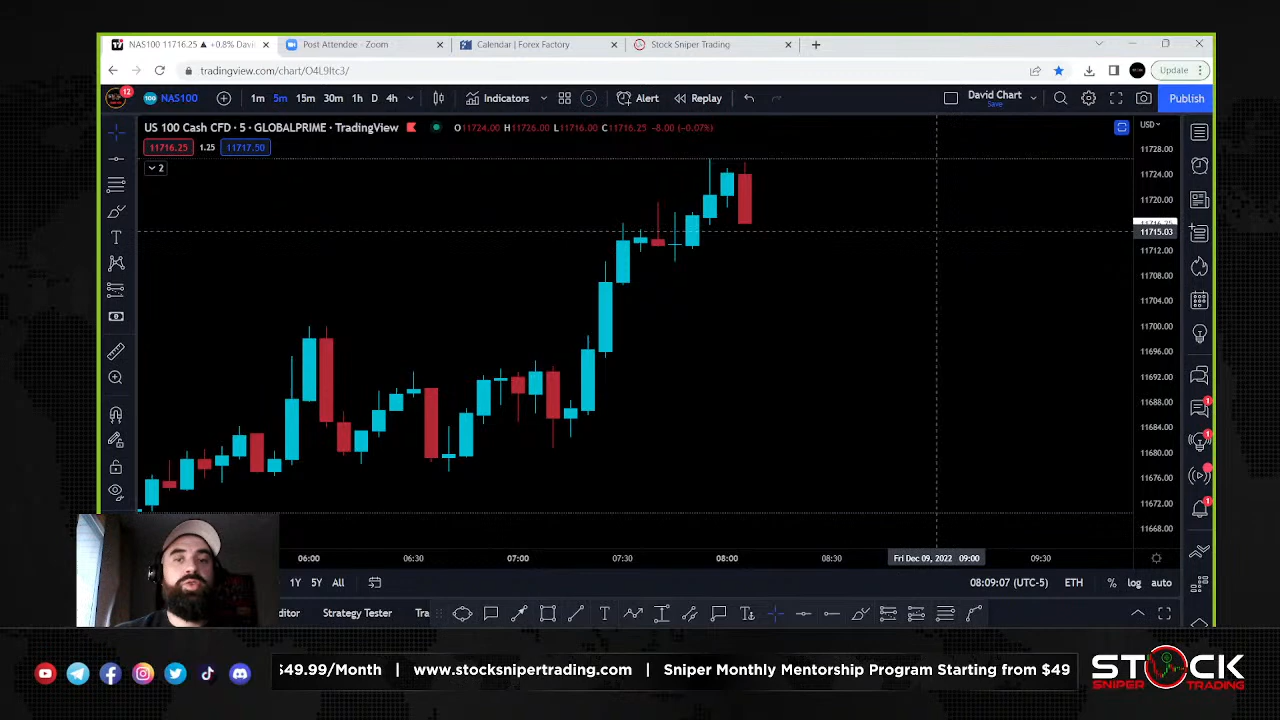 NAS100 11716.25 ▲ +0.8% Davi
Post Attendee - Zoom
Calendar | Forex Factory
Stock Sniper Trading
tradingview.com/chart/O4L9Itc3/
Update
12
100
NAS100
1m 5m 15m 30m 1h D 4h
Indicators
Alert
Replay
David Chart
Save
Publish
US 100 Cash CFD · 5 · GLOBALPRIME · TradingView
O11724.00 H11726.00 L11716.00 C11716.25 -8.00 (-0.07%)
USD
11716.25 1.25 11717.50
2
11728.00
11724.00
11720.00
11715.03
11712.00
11708.00
11704.00
11700.00
11696.00
11692.00
11688.00
11684.00
11680.00
11676.00
11672.00
11668.00
1
1
1
06:00 06:30 07:00 07:30 08:00 08:30 Fri Dec 09, 2022 09:00 09:30
1Y 5Y All
08:09:07 (UTC-5) ETH % log auto
ditor Strategy Tester Tra
$49.99/Month | www.stocksnipertrading.com | Sniper Monthly Mentorship Program Starting from $49
STOCK
SNIPER TRADING